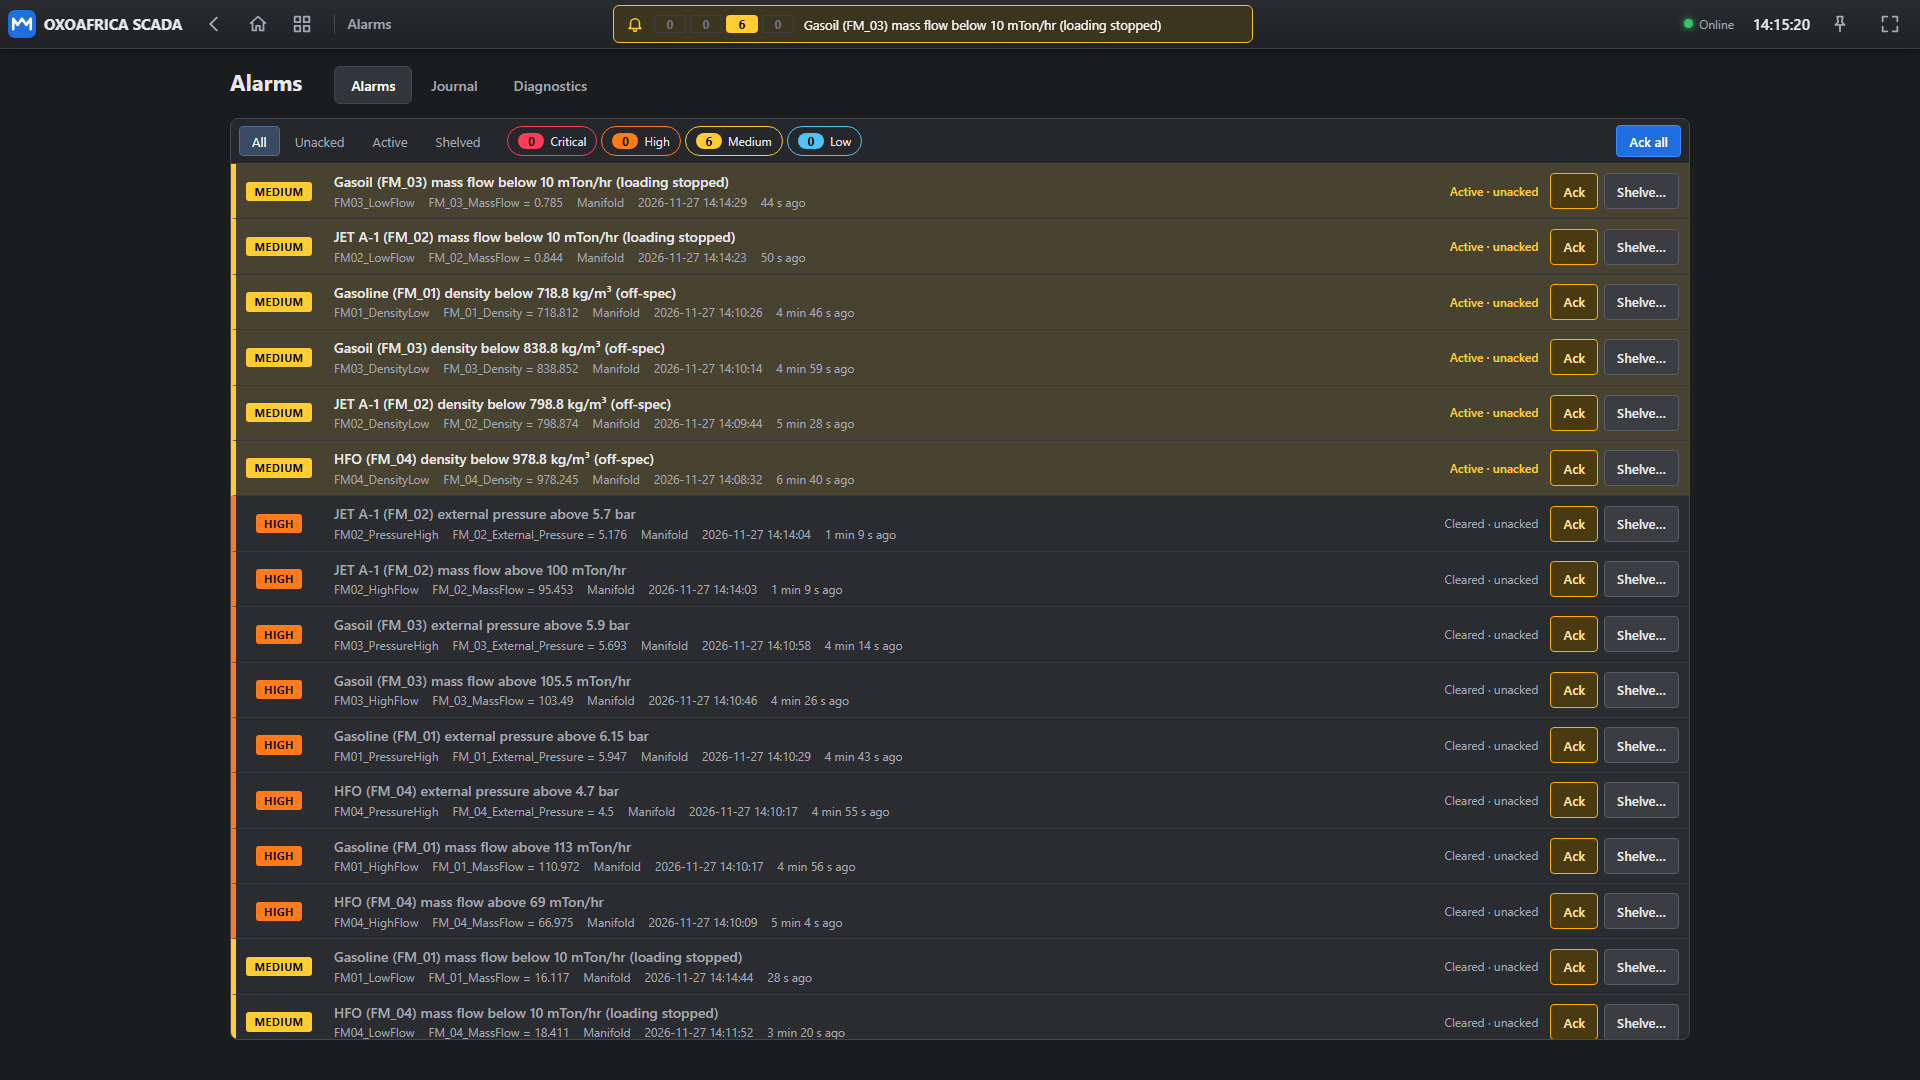 OXOAFRICA SCADA
Alarms
0 0 6 0 Gasoil (FM_03) mass flow below 10 mTon/hr (loading stopped)
Online 14:15:20
Alarms
Alarms Journal Diagnostics
All Unacked Active Shelved 0 Critical 0 High 6 Medium 0 Low Ack all
MEDIUM Gasoil (FM_03) mass flow below 10 mTon/hr (loading stopped) Active · unacked Ack Shelve...
FM03_LowFlow FM_03_MassFlow = 0.785 Manifold 2026-11-27 14:14:29 44 s ago
MEDIUM JET A-1 (FM_02) mass flow below 10 mTon/hr (loading stopped) Active · unacked Ack Shelve...
FM02_LowFlow FM_02_MassFlow = 0.844 Manifold 2026-11-27 14:14:23 50 s ago
MEDIUM Gasoline (FM_01) density below 718.8 kg/m³ (off-spec) Active · unacked Ack Shelve...
FM01_DensityLow FM_01_Density = 718.812 Manifold 2026-11-27 14:10:26 4 min 46 s ago
MEDIUM Gasoil (FM_03) density below 838.8 kg/m³ (off-spec) Active · unacked Ack Shelve...
FM03_DensityLow FM_03_Density = 838.852 Manifold 2026-11-27 14:10:14 4 min 59 s ago
MEDIUM JET A-1 (FM_02) density below 798.8 kg/m³ (off-spec) Active · unacked Ack Shelve...
FM02_DensityLow FM_02_Density = 798.874 Manifold 2026-11-27 14:09:44 5 min 28 s ago
MEDIUM HFO (FM_04) density below 978.8 kg/m³ (off-spec) Active · unacked Ack Shelve...
FM04_DensityLow FM_04_Density = 978.245 Manifold 2026-11-27 14:08:32 6 min 40 s ago
HIGH JET A-1 (FM_02) external pressure above 5.7 bar Cleared · unacked Ack Shelve...
FM02_PressureHigh FM_02_External_Pressure = 5.176 Manifold 2026-11-27 14:14:04 1 min 9 s ago
HIGH JET A-1 (FM_02) mass flow above 100 mTon/hr Cleared · unacked Ack Shelve...
FM02_HighFlow FM_02_MassFlow = 95.453 Manifold 2026-11-27 14:14:03 1 min 9 s ago
HIGH Gasoil (FM_03) external pressure above 5.9 bar Cleared · unacked Ack Shelve...
FM03_PressureHigh FM_03_External_Pressure = 5.693 Manifold 2026-11-27 14:10:58 4 min 14 s ago
HIGH Gasoil (FM_03) mass flow above 105.5 mTon/hr Cleared · unacked Ack Shelve...
FM03_HighFlow FM_03_MassFlow = 103.49 Manifold 2026-11-27 14:10:46 4 min 26 s ago
HIGH Gasoline (FM_01) external pressure above 6.15 bar Cleared · unacked Ack Shelve...
FM01_PressureHigh FM_01_External_Pressure = 5.947 Manifold 2026-11-27 14:10:29 4 min 43 s ago
HIGH HFO (FM_04) external pressure above 4.7 bar Cleared · unacked Ack Shelve...
FM04_PressureHigh FM_04_External_Pressure = 4.5 Manifold 2026-11-27 14:10:17 4 min 55 s ago
HIGH Gasoline (FM_01) mass flow above 113 mTon/hr Cleared · unacked Ack Shelve...
FM01_HighFlow FM_01_MassFlow = 110.972 Manifold 2026-11-27 14:10:17 4 min 56 s ago
HIGH HFO (FM_04) mass flow above 69 mTon/hr Cleared · unacked Ack Shelve...
FM04_HighFlow FM_04_MassFlow = 66.975 Manifold 2026-11-27 14:10:09 5 min 4 s ago
MEDIUM Gasoline (FM_01) mass flow below 10 mTon/hr (loading stopped) Cleared · unacked Ack Shelve...
FM01_LowFlow FM_01_MassFlow = 16.117 Manifold 2026-11-27 14:14:44 28 s ago
MEDIUM HFO (FM_04) mass flow below 10 mTon/hr (loading stopped) Cleared · unacked Ack Shelve...
FM04_LowFlow FM_04_MassFlow = 18.411 Manifold 2026-11-27 14:11:52 3 min 20 s ago